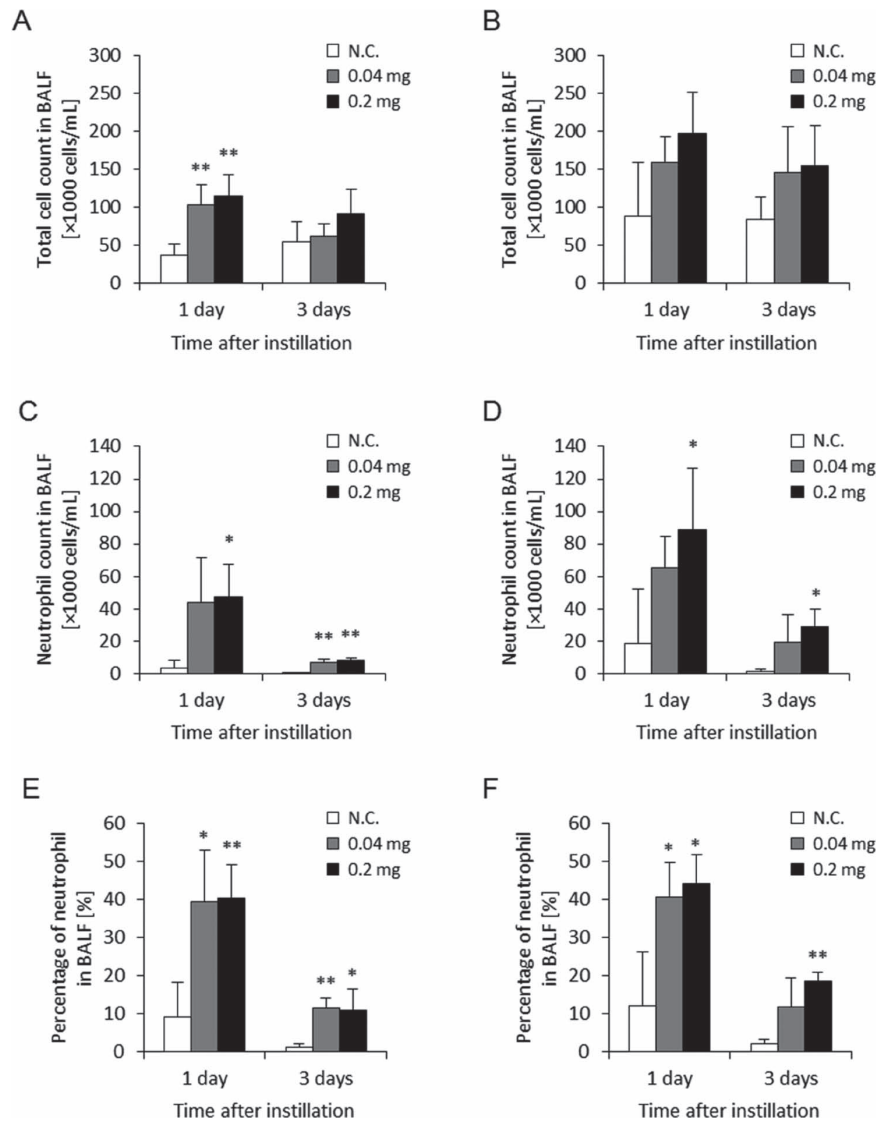 A
Total cell count in BALF
[×1000 cells/mL]
300
250
200
150
100
50
0
N.C.
0.04 mg
0.2 mg
**
**
1 day
3 days
Time after instillation
B
Total cell count in BALF
[×1000 cells/mL]
300
250
200
150
100
50
0
N.C.
0.04 mg
0.2 mg
1 day
3 days
Time after instillation
C
Neutrophil count in BALF
[×1000 cells/mL]
140
120
100
80
60
40
20
0
N.C.
0.04 mg
0.2 mg
*
**
**
1 day
3 days
Time after instillation
D
Neutrophil count in BALF
[×1000 cells/mL]
140
120
100
80
60
40
20
0
N.C.
0.04 mg
0.2 mg
*
*
1 day
3 days
Time after instillation
E
Percentage of neutrophil
in BALF [%]
60
50
40
30
20
10
0
N.C.
0.04 mg
0.2 mg
*
**
**
*
1 day
3 days
Time after instillation
F
Percentage of neutrophil
in BALF [%]
60
50
40
30
20
10
0
N.C.
0.04 mg
0.2 mg
*
*
**
1 day
3 days
Time after instillation